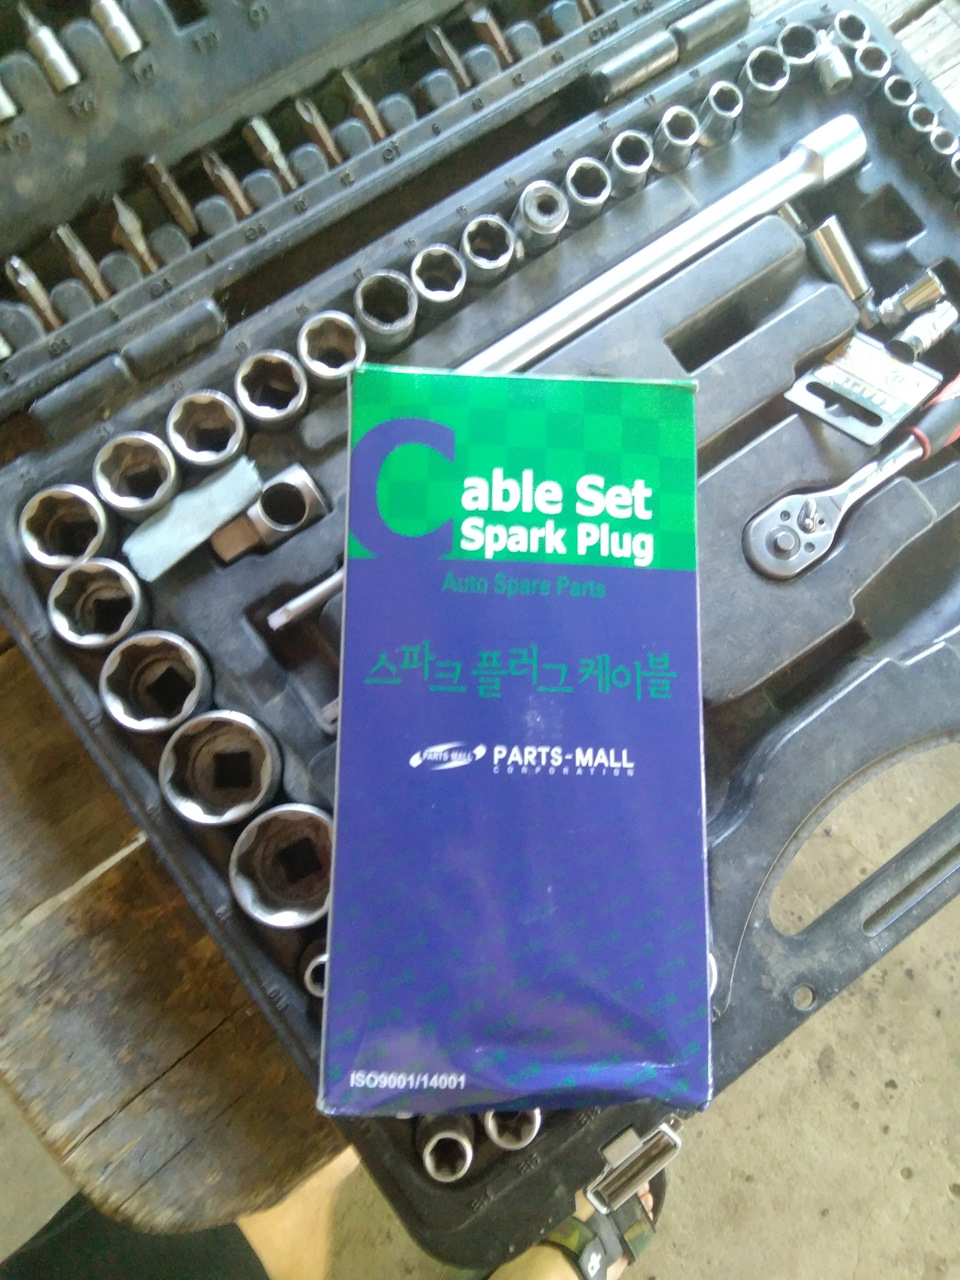 Cable Set
Spark Plug
Auto Spare Parts
스파크 플러그 케이블
PARTS-MALL
PARTS-MALL
CORPORATION
ISO9001/14001